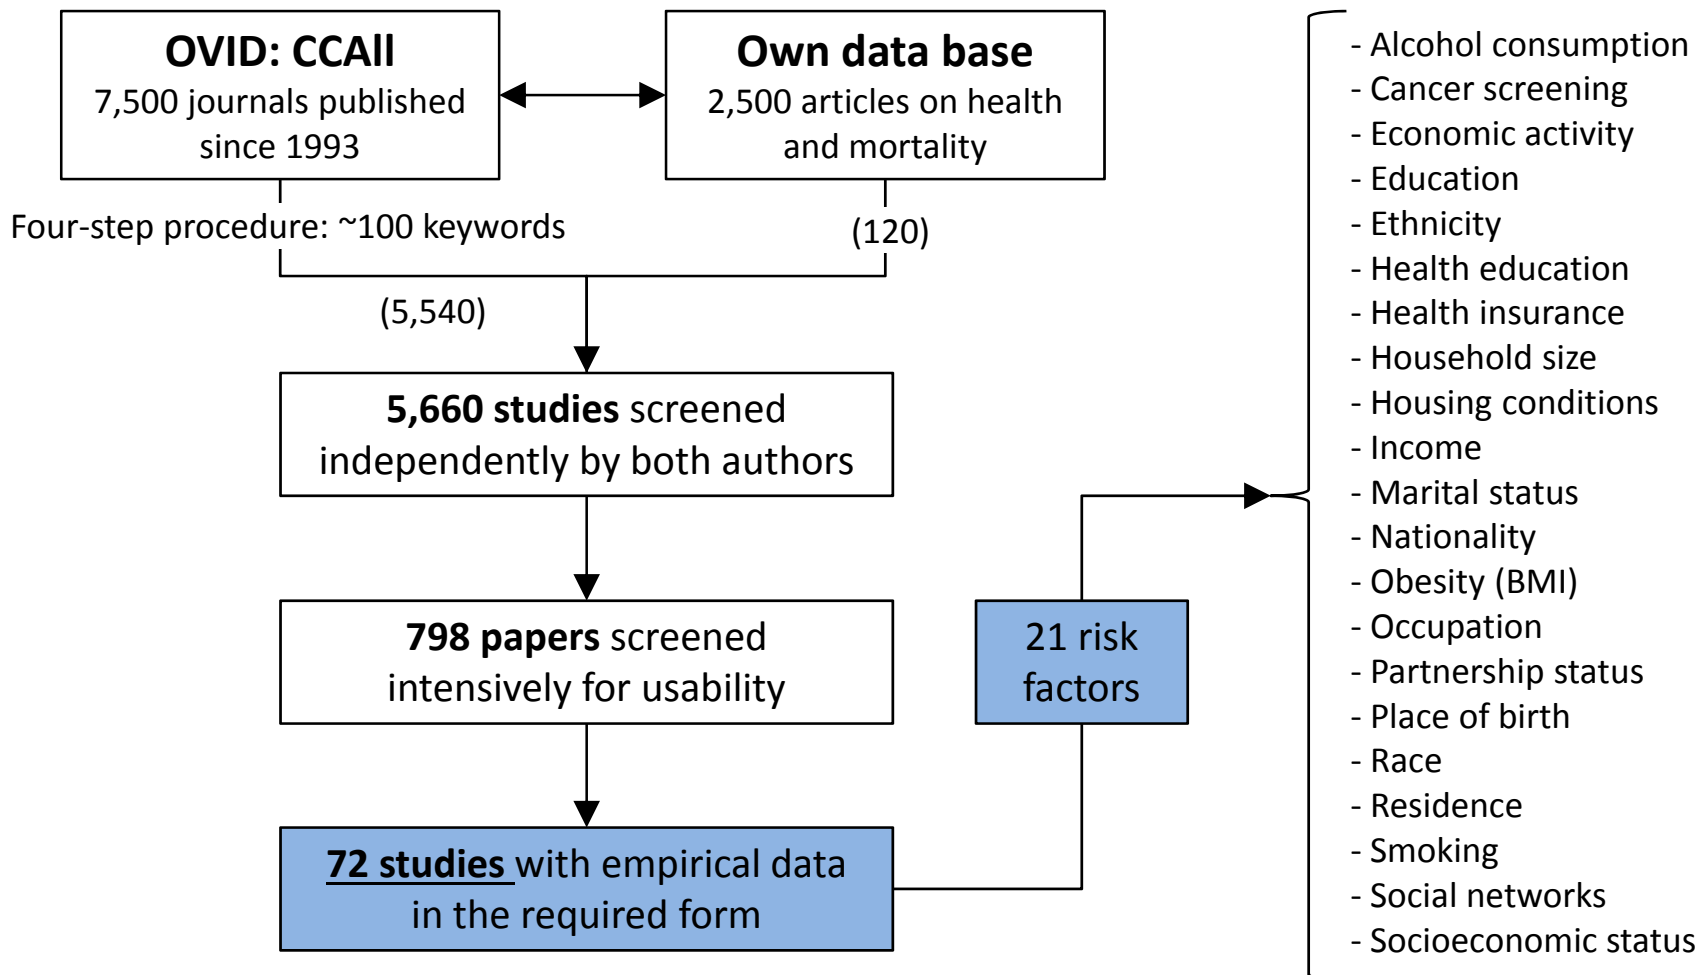 OVID: CCAll
7,500 journals published
since 1993
Own data base
2,500 articles on health
and mortality
Four-step procedure: ~100 keywords
(120)
(5,540)
5,660 studies screened
independently by both authors
798 papers screened
intensively for usability
72 studies with empirical data
in the required form
21 risk
factors
- Alcohol consumption
- Cancer screening
- Economic activity
- Education
- Ethnicity
- Health education
- Health insurance
- Household size
- Housing conditions
- Income
- Marital status
- Nationality
- Obesity (BMI)
- Occupation
- Partnership status
- Place of birth
- Race
- Residence
- Smoking
- Social networks
- Socioeconomic status